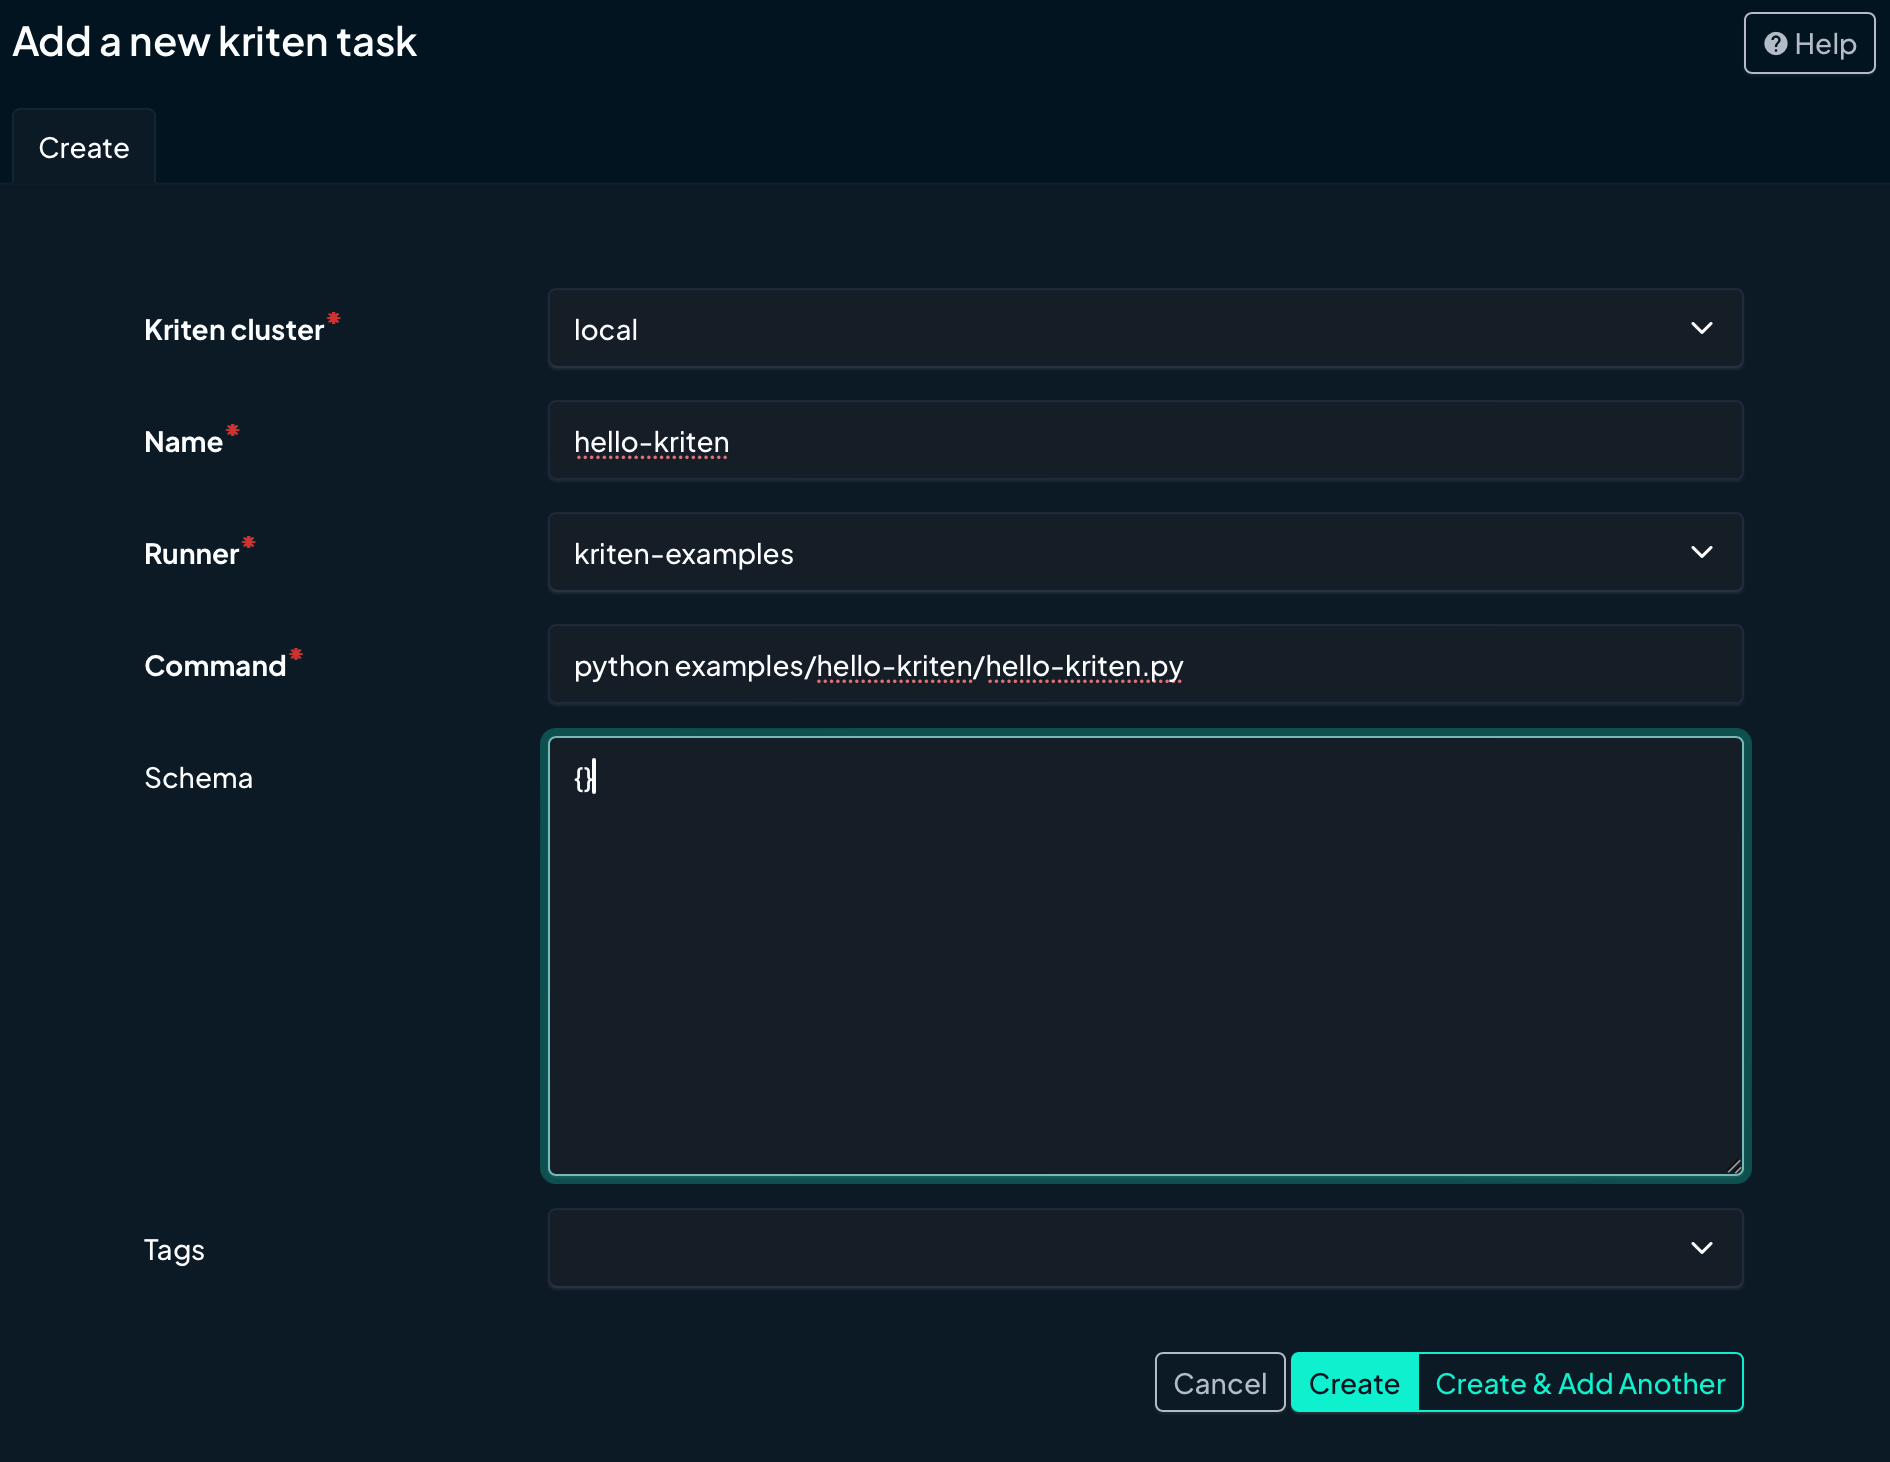 Add a new kriten task
Help
Create
Kriten cluster*
local
Name*
hello-kriten
Runner*
kriten-examples
Command*
python examples/hello-kriten/hello-kriten.py
Schema
{}
Tags
Cancel
Create
Create & Add Another